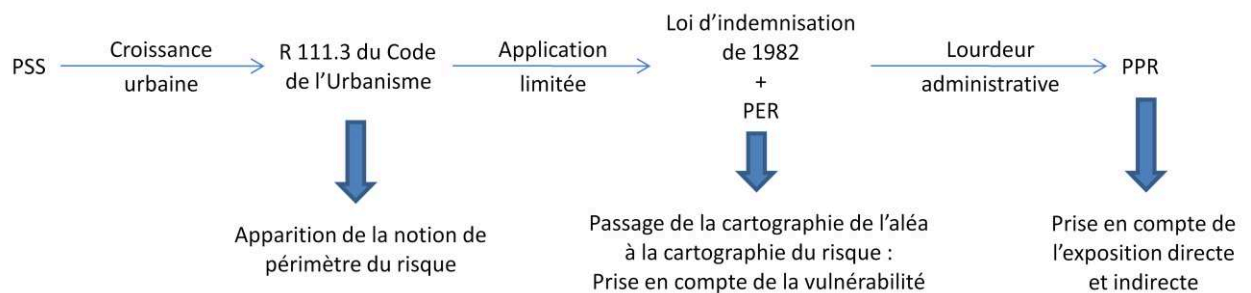 PSS
Croissance
urbaine
R 111.3 du Code
de l’Urbanisme
Application
limitée
Loi d’indemnisation
de 1982
+
PER
Lourdeur
administrative
PPR
Apparition de la notion de
périmètre du risque
Passage de la cartographie de l’aléa
à la cartographie du risque :
Prise en compte de la vulnérabilité
Prise en compte de
l’exposition directe
et indirecte